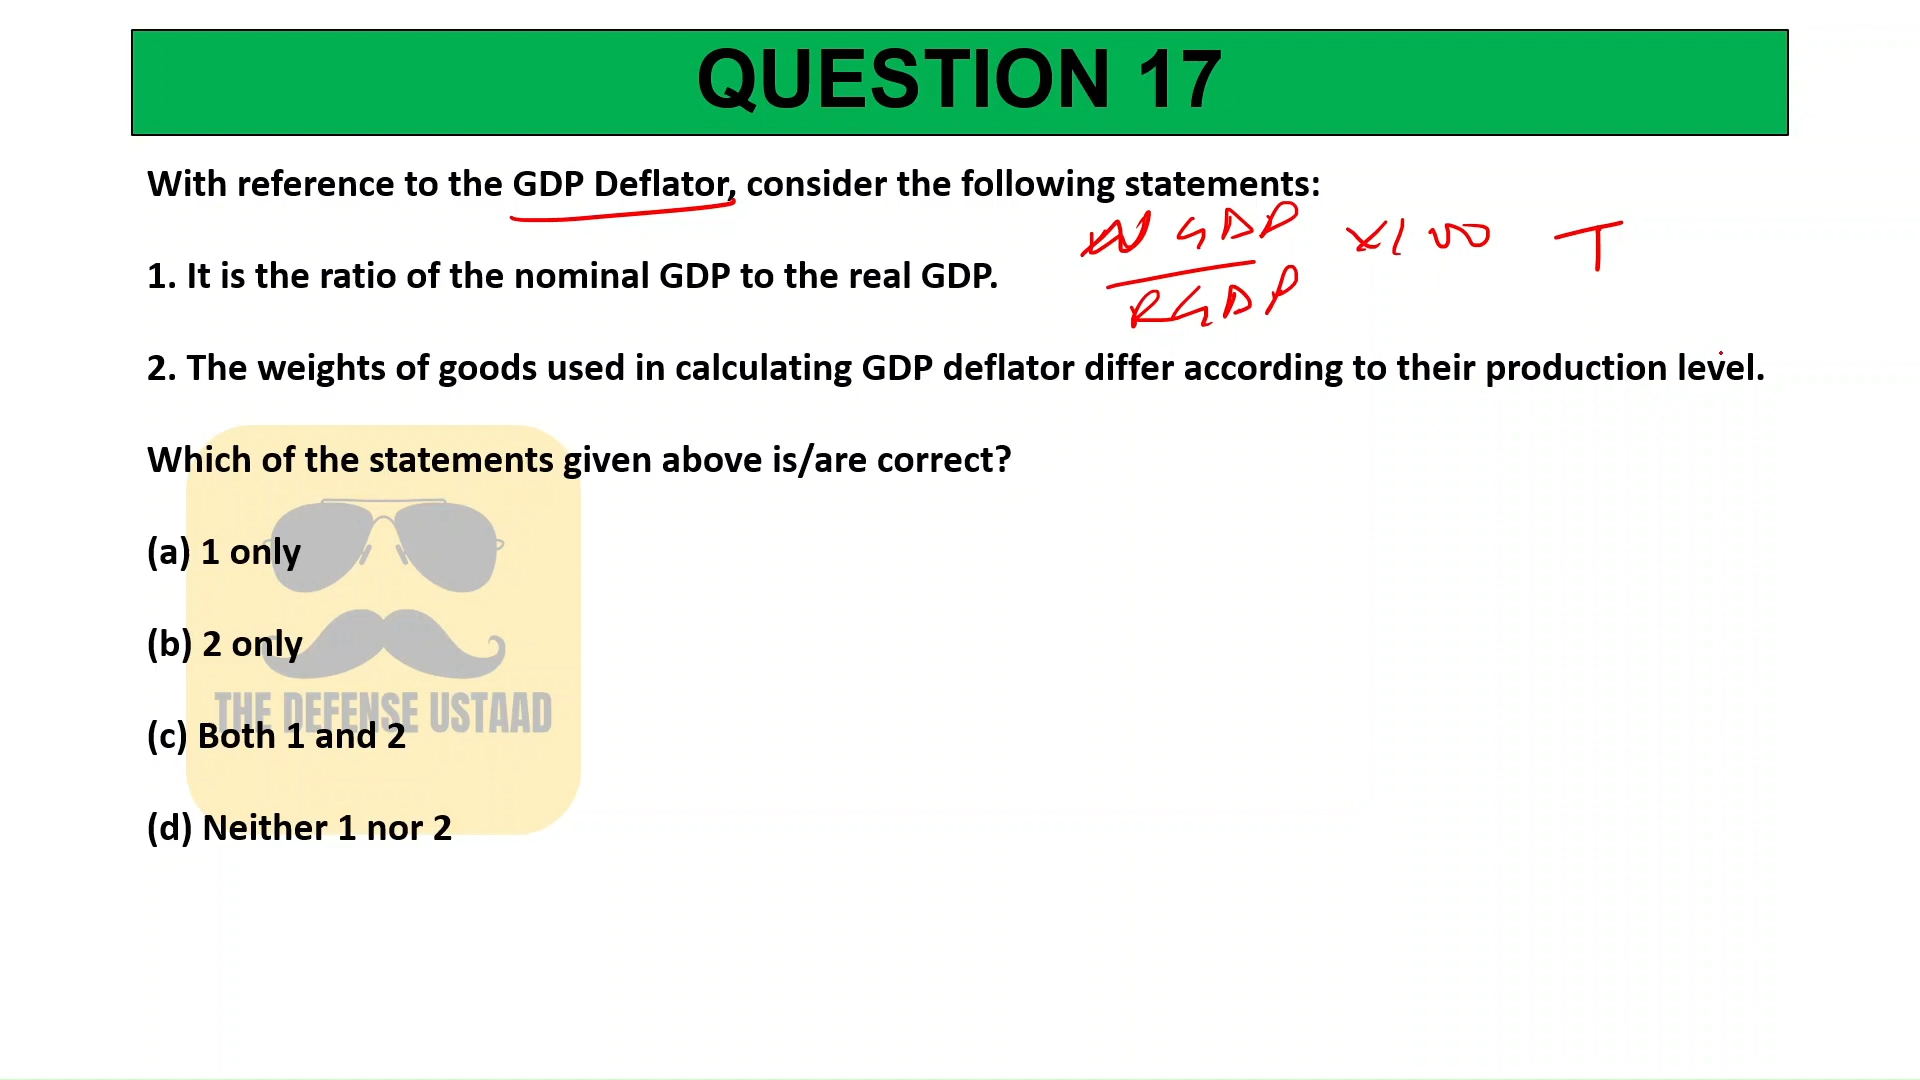 QUESTION 17
With reference to the GDP Deflator, consider the following statements:
N GDP
x100
T
1. It is the ratio of the nominal GDP to the real GDP.
RGDP
2. The weights of goods used in calculating GDP deflator differ according to their production level.
Which of the statements given above is/are correct?
(a) 1 only
(b) 2 only
THE DEFENSE USTAAD
(c) Both 1 and 2
(d) Neither 1 nor 2